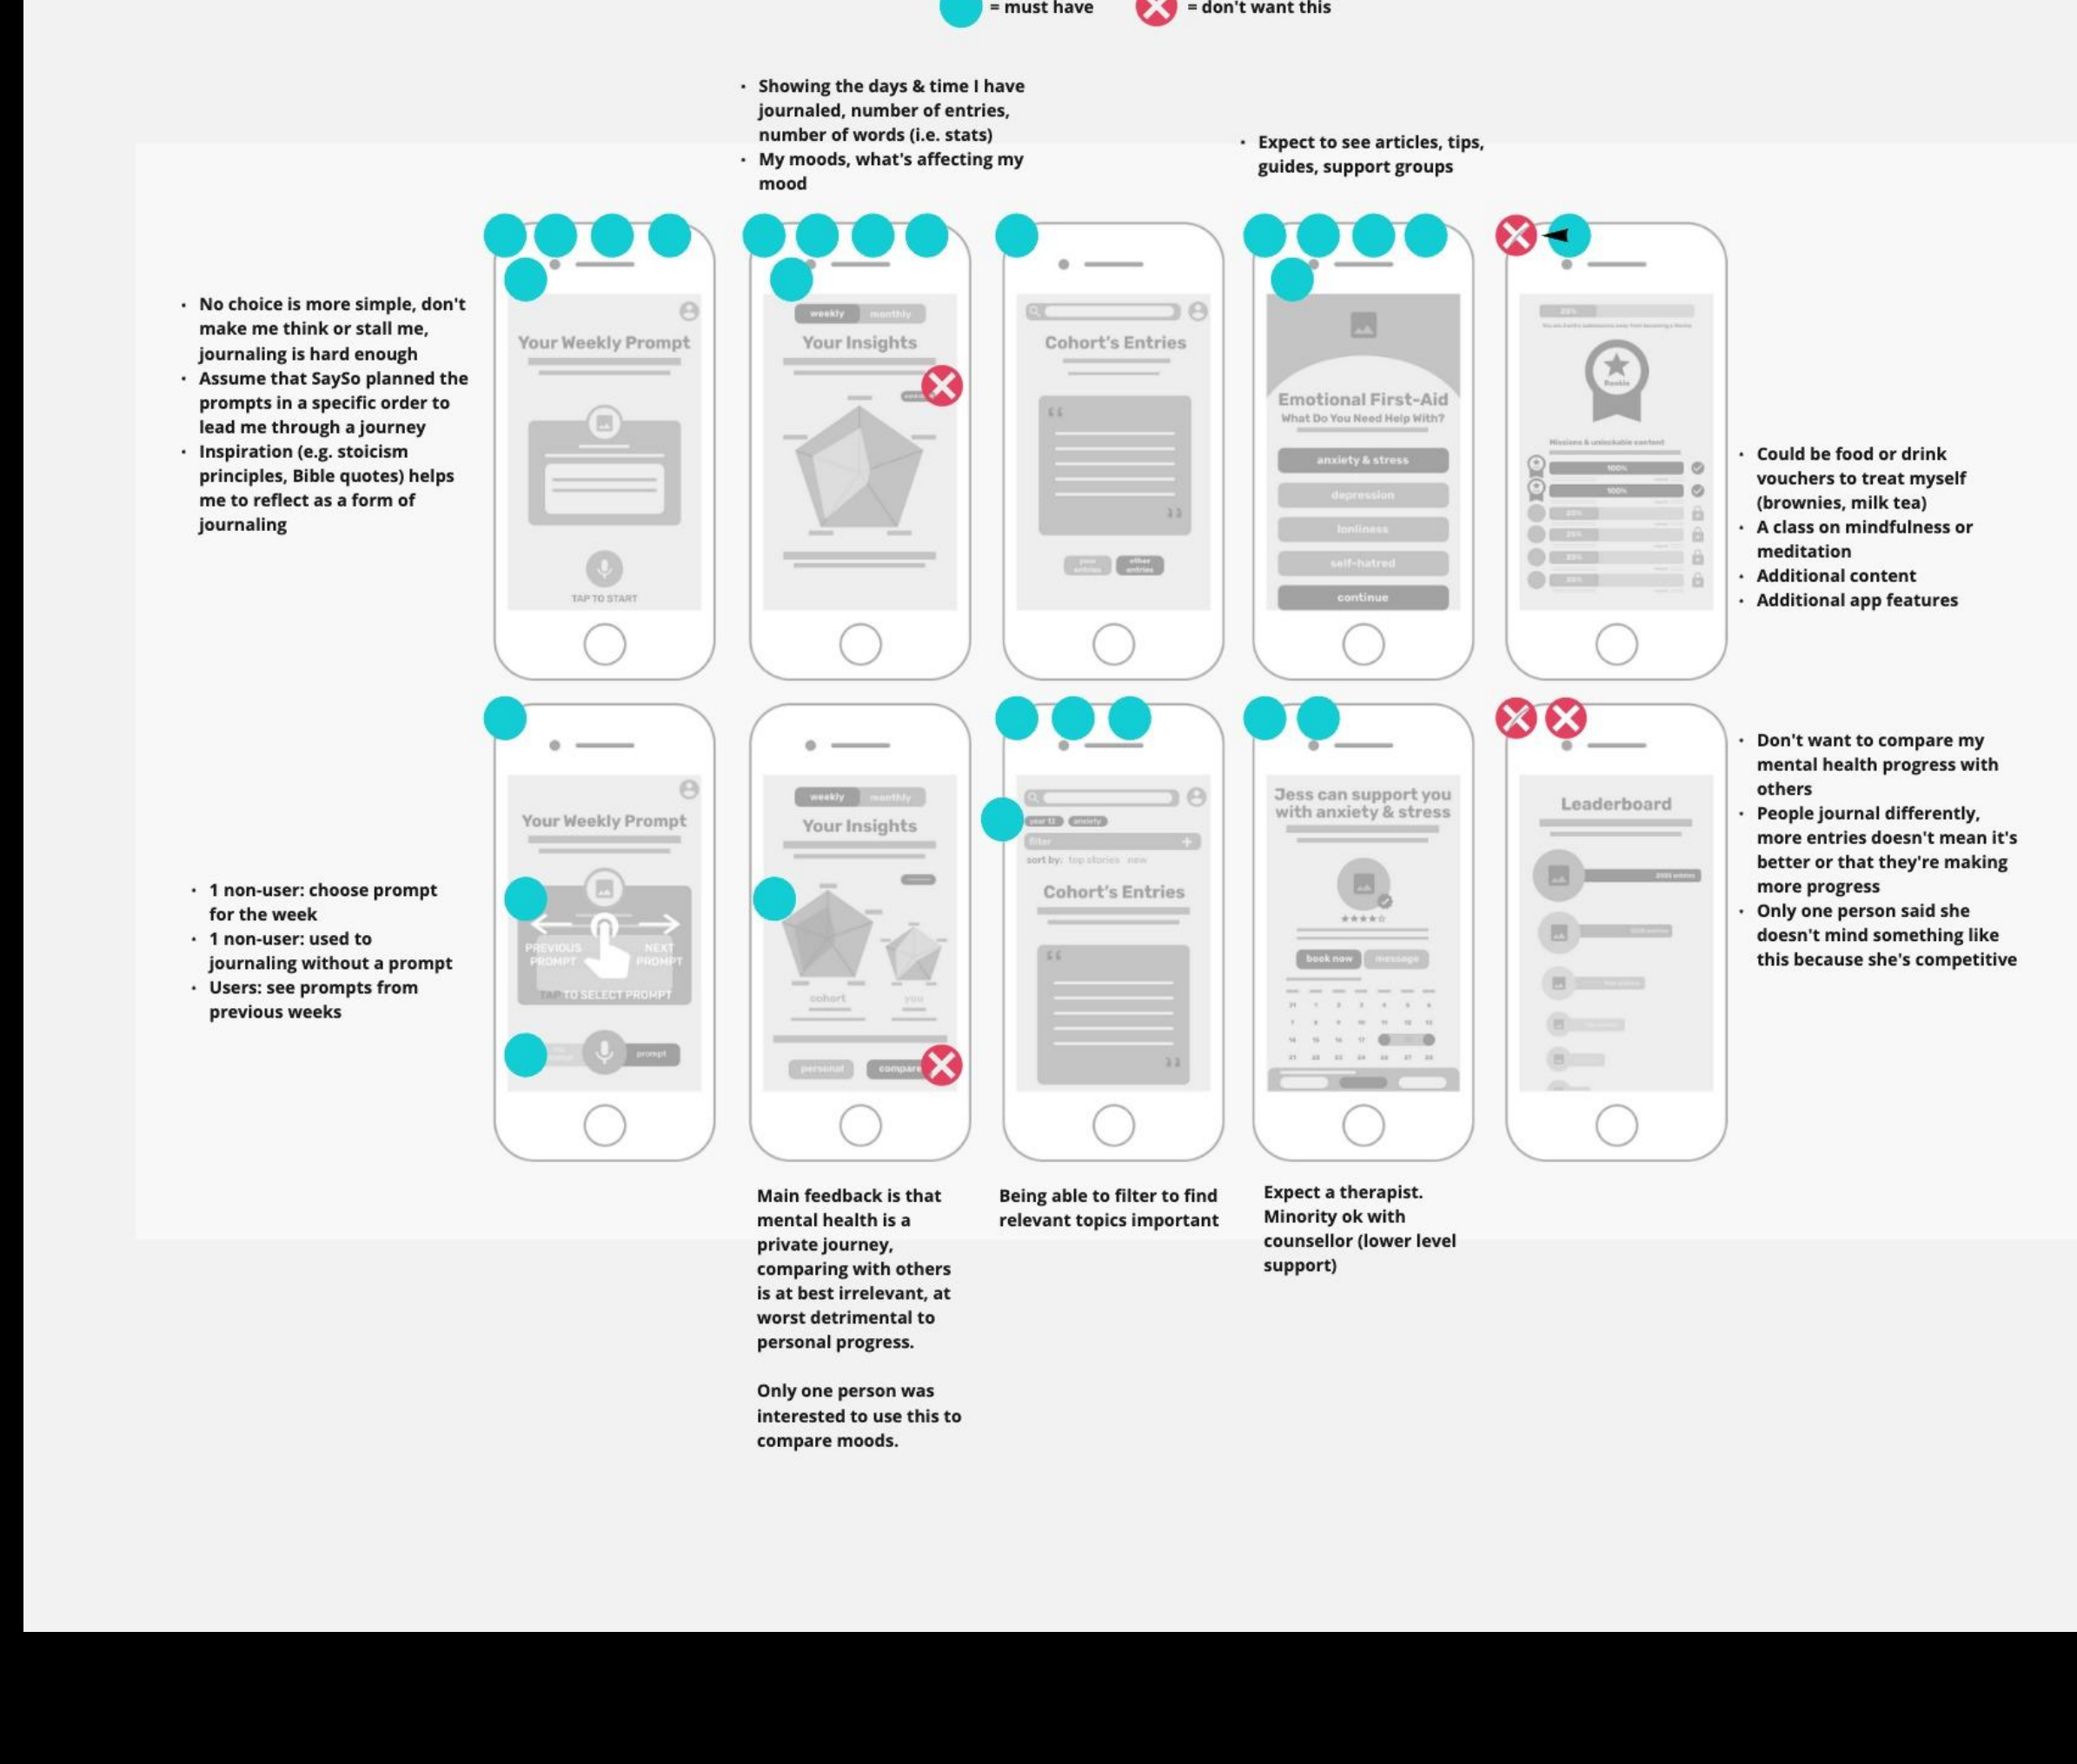 = must have
= don't want this
· Showing the days & time I have
journaled, number of entries,
number of words (i.e. stats)
· My moods, what's affecting my
mood
· Expect to see articles, tips,
guides, support groups
· No choice is more simple, don't
make me think or stall me,
journaling is hard enough
· Assume that SaySo planned the
prompts in a specific order to
lead me through a journey
· Inspiration (e.g. stoicism
principles, Bible quotes) helps
me to reflect as a form of
journaling
Your Weekly Prompt
TAP TO START
weekly
monthly
Your Insights
Cohort's Entries
“
”
your
entries
other
entries
Emotional First-Aid
What Do You Need Help With?
anxiety & stress
depression
lonliness
self-hatred
continue
25%
Rookie
Missions & unlockable content
100%
100%
25%
25%
25%
25%
· Could be food or drink
vouchers to treat myself
(brownies, milk tea)
· A class on mindfulness or
meditation
· Additional content
· Additional app features
· 1 non-user: choose prompt
for the week
· 1 non-user: used to
journaling without a prompt
· Users: see prompts from
previous weeks
Your Weekly Prompt
PREVIOUS
PROMPT
NEXT
PROMPT
TAP TO SELECT PROMPT
prompt
weekly
monthly
Your Insights
cohort
you
personal
compare
year 12
anxiety
filter
+
sort by: top stories new
Cohort's Entries
“
”
Jess can support you
with anxiety & stress
book now
message
Leaderboard
· Don't want to compare my
mental health progress with
others
· People journal differently,
more entries doesn't mean it's
better or that they're making
more progress
· Only one person said she
doesn't mind something like
this because she's competitive
Main feedback is that
mental health is a
private journey,
comparing with others
is at best irrelevant, at
worst detrimental to
personal progress.
Only one person was
interested to use this to
compare moods.
Being able to filter to find
relevant topics important
Expect a therapist.
Minority ok with
counsellor (lower level
support)